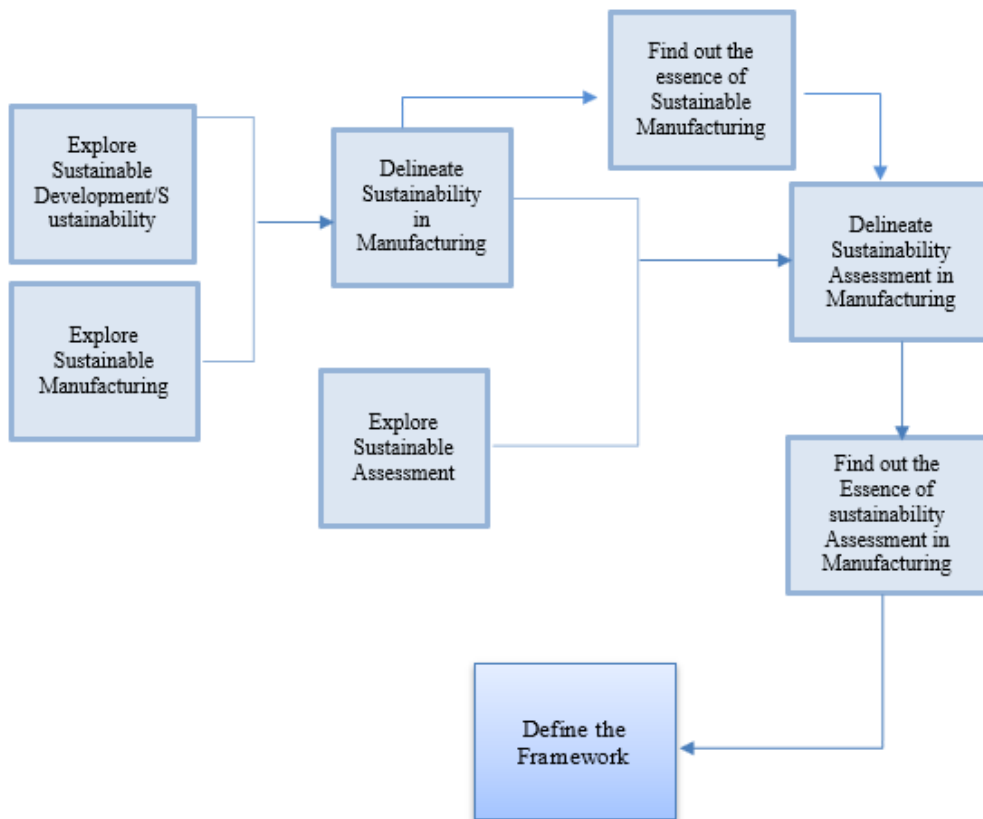 Explore
Sustainable
Development/S
ustainability
Explore
Sustainable
Manufacturing
Delineate
Sustainability
in
Manufacturing
Explore
Sustainable
Assessment
Find out the
essence of
Sustainable
Manufacturing
Delineate
Sustainability
Assessment in
Manufacturing
Find out the
Essence of
sustainability
Assessment in
Manufacturing
Define the
Framework